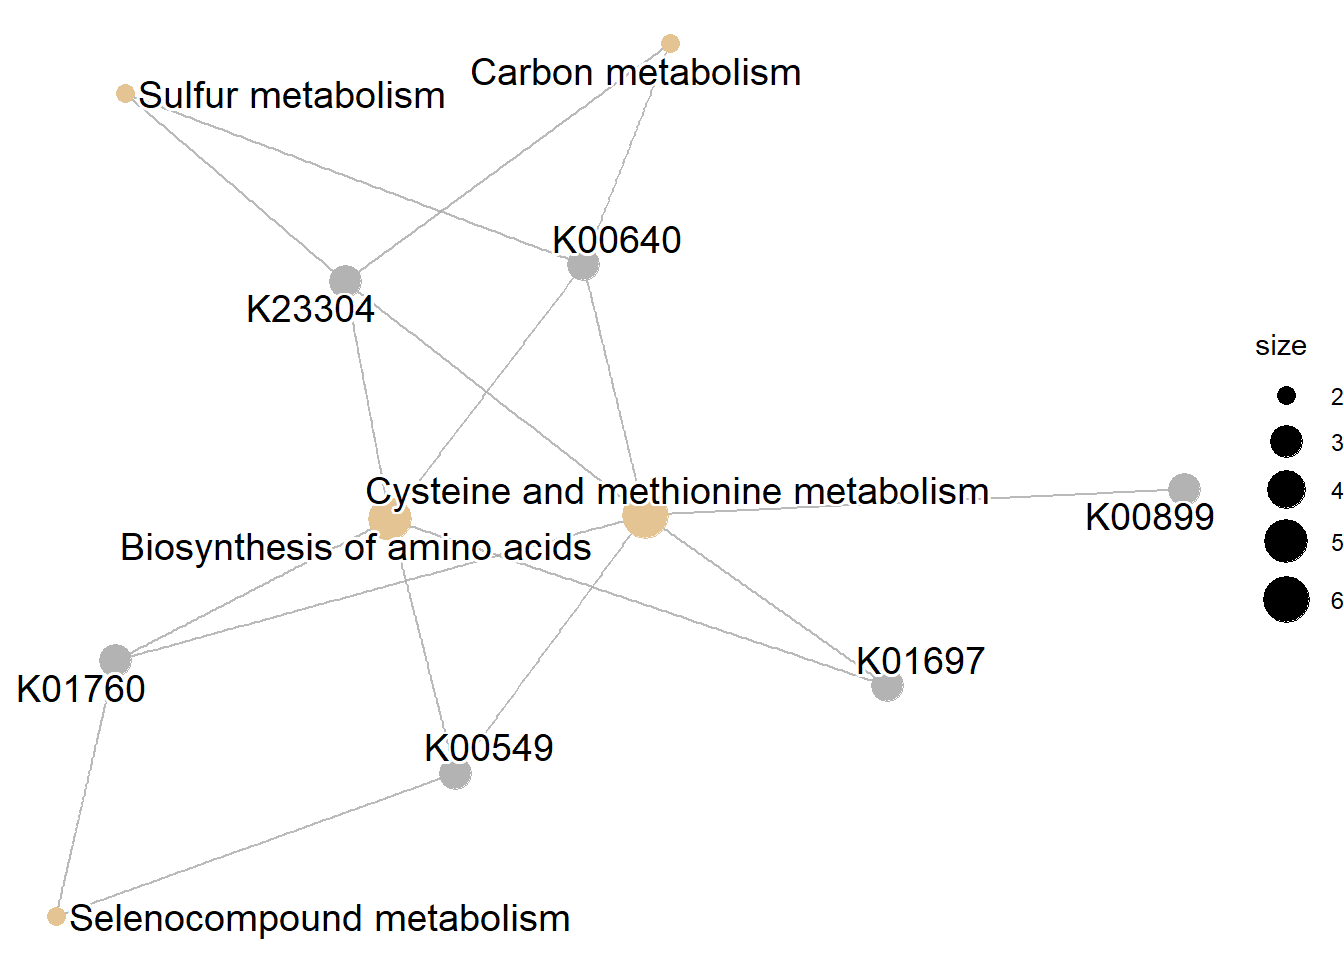 Carbon metabolism
Sulfur metabolism
K00640
K23304
size
2
3
4
5
6
Cysteine and methionine metabolism
K00899
Biosynthesis of amino acids
K01697
K01760
K00549
Selenocompound metabolism